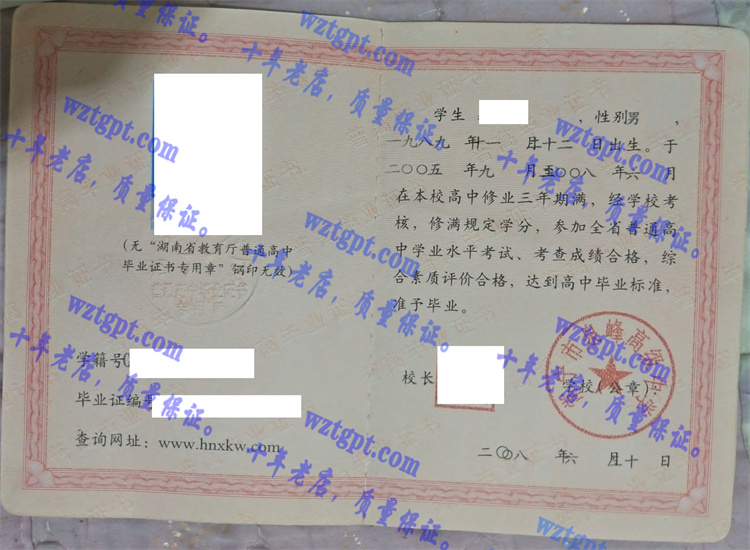 (无“湖南省教育厅普通高中
毕业证书专用章”钢印无效)
学籍号
毕业证编号
查询网址：www.hnxkw.com
学生 ，性别男，
一九八九 年十一 月十二 日出生。于
二〇〇五 年九 月至二〇〇八 年六 月
在本校高中修业三年期满，经学校考
核，修满规定学分，参加全省普通高
中学业水平考试、考查成绩合格，综
合素质评价合格，达到高中毕业标准，
准予毕业。
校长
学校（公章）：
二〇〇八 年六 月十 日
wztgpt.com
十年老店，质量保证。